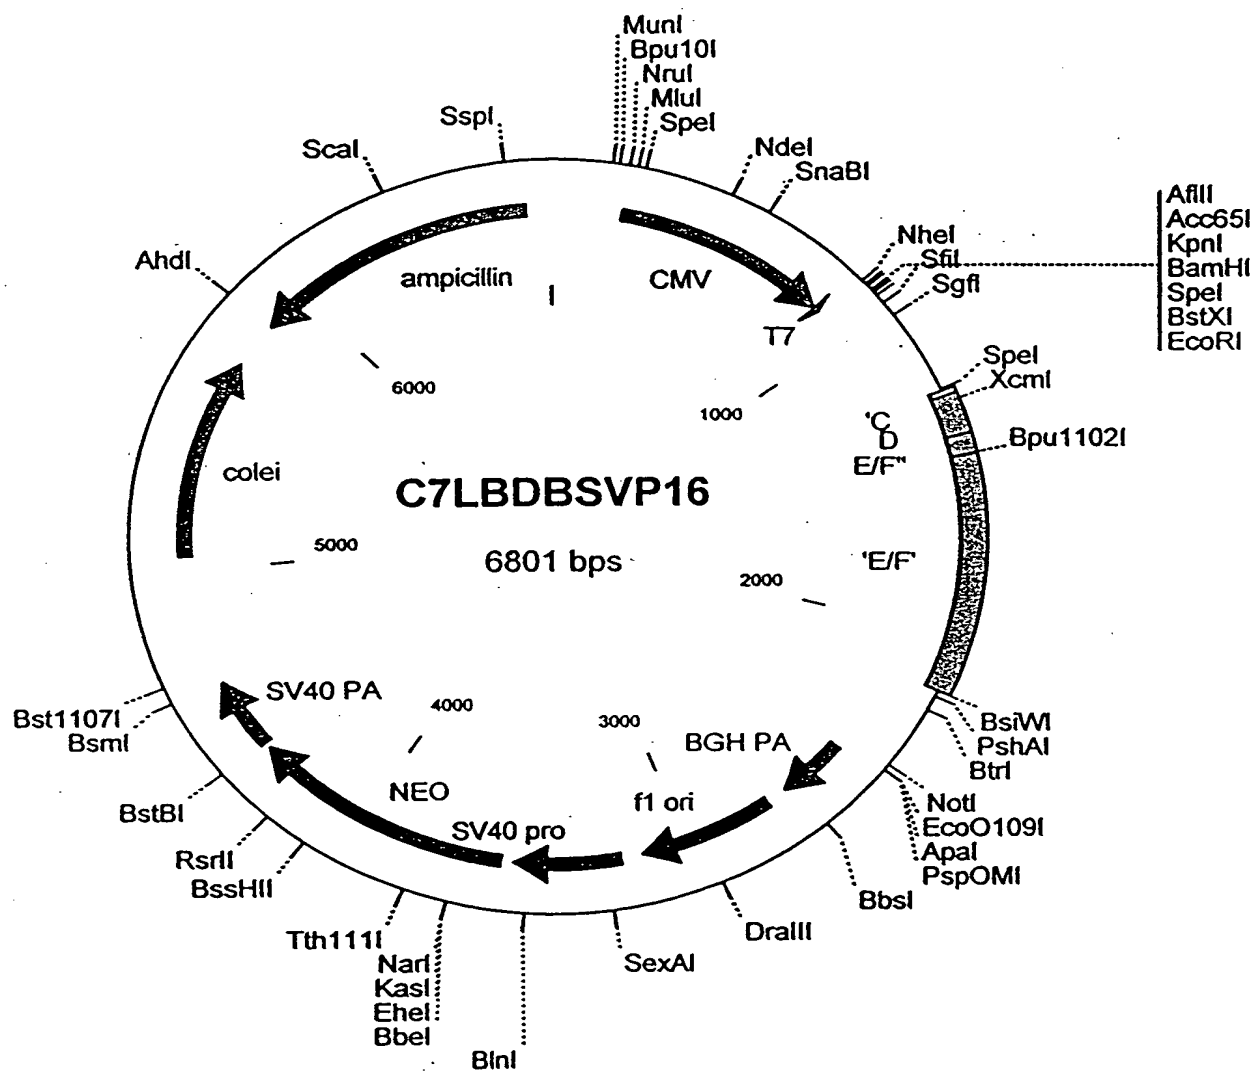 MunI
Bpu10I
NruI
MluI
SpeI
SspI
ScaI
NdeI
SnaBI
AflII
Acc65I
KpnI
BamHI
SpeI
BstXI
EcoRI
NheI
SfiI
SgfI
AhdI
ampicillin
CMV
T7
SpeI
XcmI
6000
1000
'C
D
E/F"
Bpu1102I
colei
C7LBDBSVP16
5000
6801 bps
'E/F'
2000
SV40 PA
4000
3000
BGH PA
Bst1107I
BsmI
BsiWI
PshAI
BtrI
NEO
f1 ori
SV40 pro
BstBI
NotI
EcoO109I
ApaI
PspOMI
RsrII
BssHII
BbsI
Tth111I
DraIII
NarI
KasI
EheI
BbeI
SexAI
BlnI